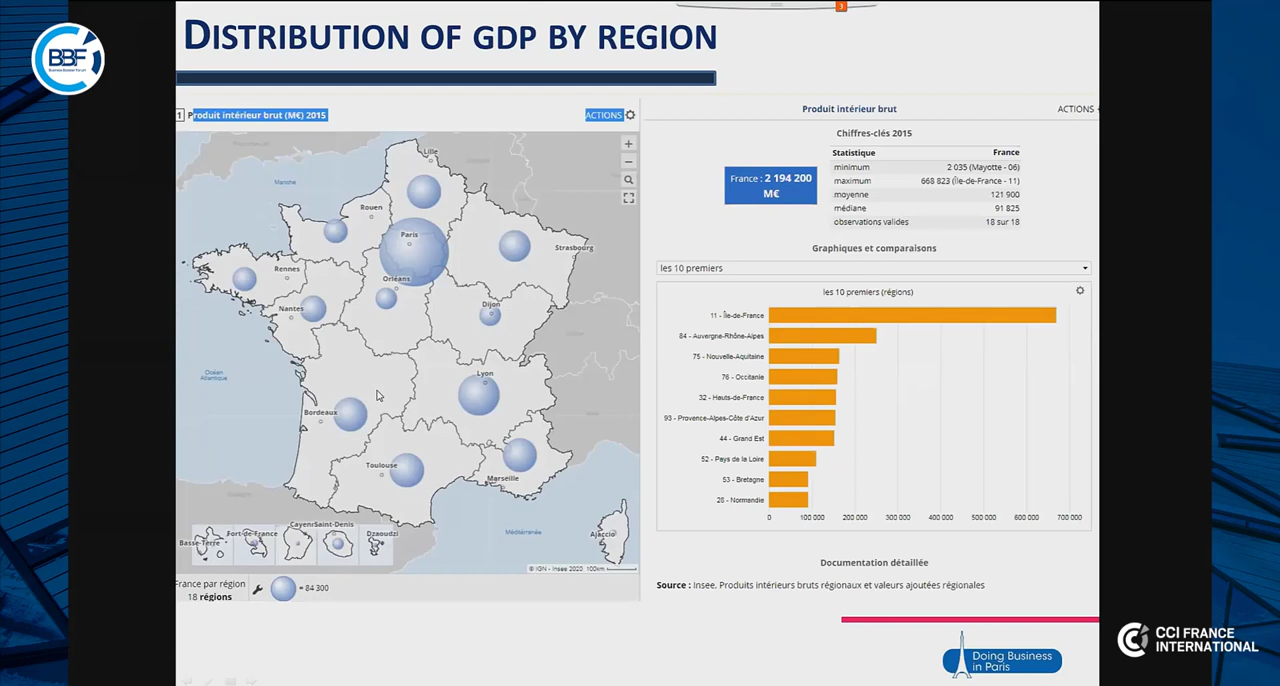 DISTRIBUTION OF GDP BY REGION
3
BBF
Business Booster Forum
1 Produit intérieur brut (M€) 2015
ACTIONS
+
−
Manche
Lille
Rouen
Paris
Strasbourg
Rennes
Orléans
Nantes
Dijon
Océan
Atlantique
Lyon
Bordeaux
Toulouse
Marseille
Méditerranée
Ajaccio
Basse-Terre
Fort-de-France
Cayen
Saint-Denis
Dzaoudzi
© IGN - Insee 2020 100km
France par région
18 régions
= 84 300
Produit intérieur brut
ACTIONS
Chiffres-clés 2015
France : 2 194 200
M€
Statistique France
minimum 2 035 (Mayotte - 06)
maximum 668 823 (Île-de-France - 11)
moyenne 121 900
médiane 91 825
observations valides 18 sur 18
Graphiques et comparaisons
les 10 premiers
les 10 premiers (régions)
11 - Île-de-France
84 - Auvergne-Rhône-Alpes
75 - Nouvelle-Aquitaine
76 - Occitanie
32 - Hauts-de-France
93 - Provence-Alpes-Côte d'Azur
44 - Grand Est
52 - Pays de la Loire
53 - Bretagne
28 - Normandie
0 100 000 200 000 300 000 400 000 500 000 600 000 700 000
Documentation détaillée
Source : Insee, Produits intérieurs bruts régionaux et valeurs ajoutées régionales
Doing Business
in Paris
CCI FRANCE
INTERNATIONAL